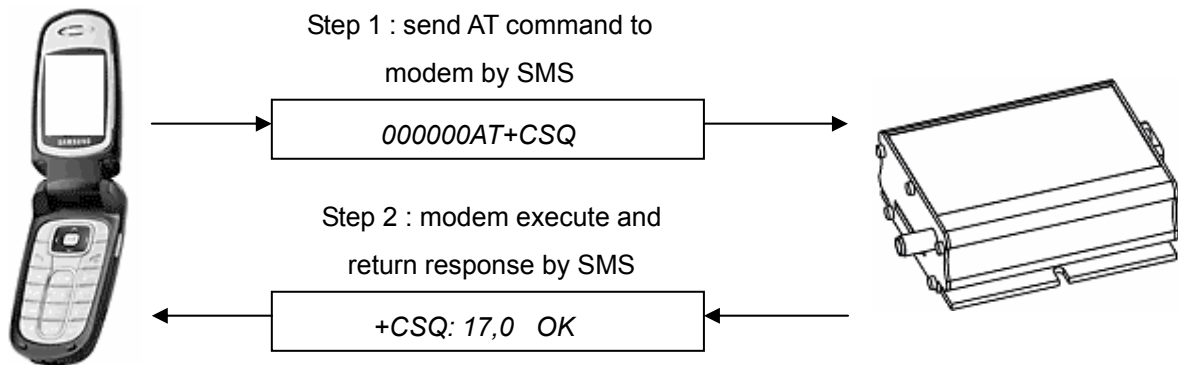 Step 1 : send AT command to
modem by SMS
SAMSUNG
000000AT+CSQ
Step 2 : modem execute and
return response by SMS
+CSQ: 17,0 OK